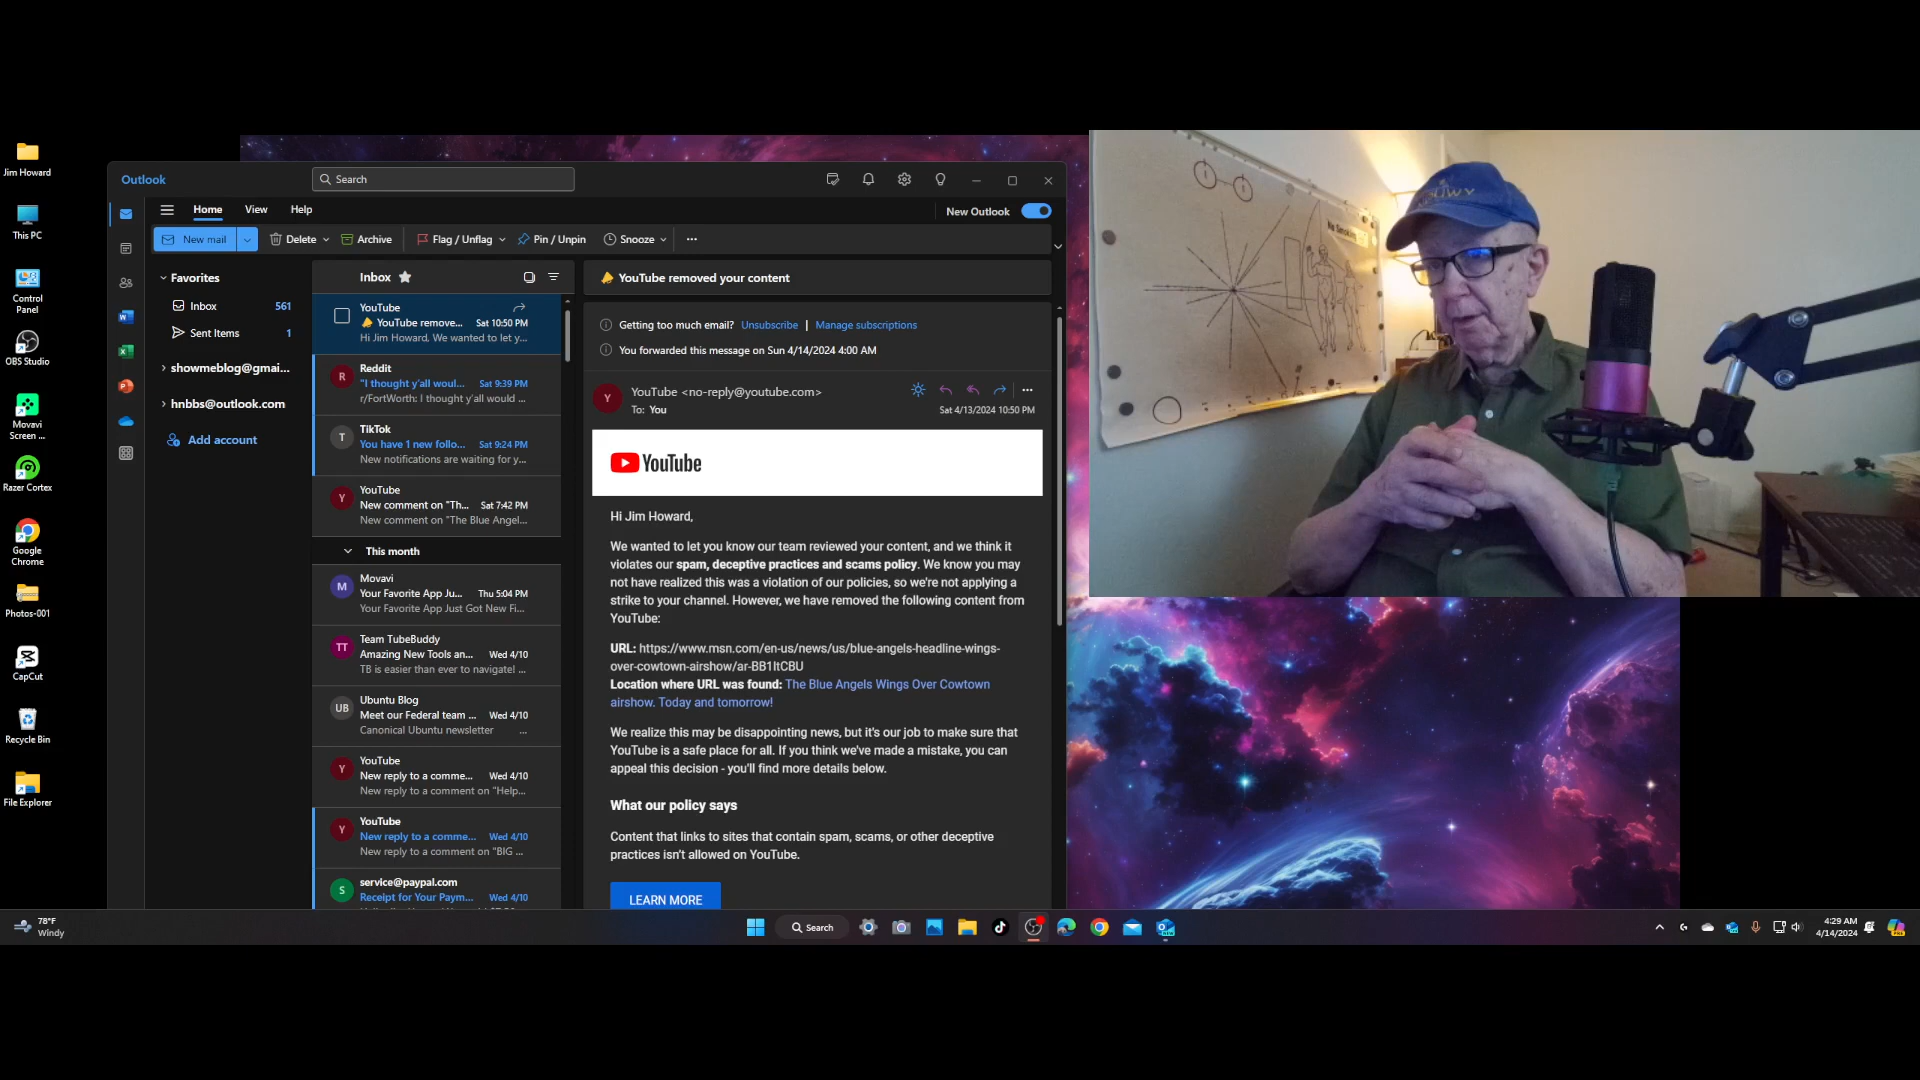 Jim Howard
This PC
Control
Panel
OBS Studio
Movavi
Screen ...
Razer Cortex
Google
Chrome
Photos-001
CapCut
Recycle Bin
File Explorer
Outlook
Search
Home
View
Help
New Outlook
New mail
Delete
Archive
Flag / Unflag
Pin / Unpin
Snooze
Favorites
Inbox 561
Sent Items 1
showmeblog@gmai...
hnbbs@outlook.com
Add account
Inbox
YouTube
YouTube remove... Sat 10:50 PM
Hi Jim Howard, We wanted to let y...
R
Reddit
"I thought y'all woul... Sat 9:39 PM
r/FortWorth: I thought y'all would ...
T
TikTok
You have 1 new follo... Sat 9:24 PM
New notifications are waiting for y...
Y
YouTube
New comment on "Th... Sat 7:42 PM
New comment on "The Blue Angel...
This month
M
Movavi
Your Favorite App Ju... Thu 5:04 PM
Your Favorite App Just Got New Fi...
TT
Team TubeBuddy
Amazing New Tools an... Wed 4/10
TB is easier than ever to navigate! ...
UB
Ubuntu Blog
Meet our Federal team ... Wed 4/10
Canonical Ubuntu newsletter ...
Y
YouTube
New reply to a comme... Wed 4/10
New reply to a comment on "Help...
Y
YouTube
New reply to a comme... Wed 4/10
New reply to a comment on "BIG ...
S
service@paypal.com
Receipt for Your Paym... Wed 4/10
YouTube removed your content
Getting too much email? Unsubscribe | Manage subscriptions
You forwarded this message on Sun 4/14/2024 4:00 AM
Y
YouTube <no-reply@youtube.com>
To: You
Sat 4/13/2024 10:50 PM
YouTube
Hi Jim Howard,
We wanted to let you know our team reviewed your content, and we think it
violates our spam, deceptive practices and scams policy. We know you may
not have realized this was a violation of our policies, so we're not applying a
strike to your channel. However, we have removed the following content from
YouTube:
URL: https://www.msn.com/en-us/news/us/blue-angels-headline-wings-
over-cowtown-airshow/ar-BB1ltCBU
Location where URL was found: The Blue Angels Wings Over Cowtown
airshow. Today and tomorrow!
We realize this may be disappointing news, but it's our job to make sure that
YouTube is a safe place for all. If you think we've made a mistake, you can
appeal this decision - you'll find more details below.
What our policy says
Content that links to sites that contain spam, scams, or other deceptive
practices isn't allowed on YouTube.
LEARN MORE
No Smoking
78°F
Windy
Search
4:29 AM
4/14/2024